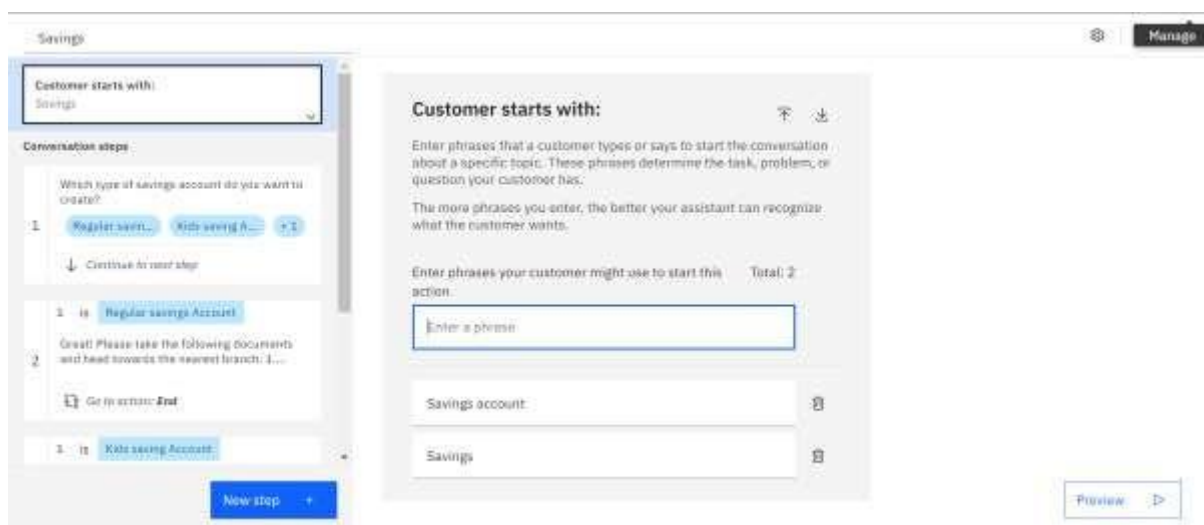 Savings
Manage
Customer starts with:
Savings
Conversation steps
1
Which type of savings account do you want to
create?
Regular savin...
Kids saving A...
+ 1
Continue to next step
2
1 is Regular savings Account
Great! Please take the following documents
and head towards the nearest branch: 1....
Go to action: End
1 is Kids saving Account
New step +
Customer starts with:
Enter phrases that a customer types or says to start the conversation
about a specific topic. These phrases determine the task, problem, or
question your customer has.
The more phrases you enter, the better your assistant can recognize
what the customer wants.
Enter phrases your customer might use to start this
action
Total: 2
Enter a phrase
Savings account
Savings
Preview